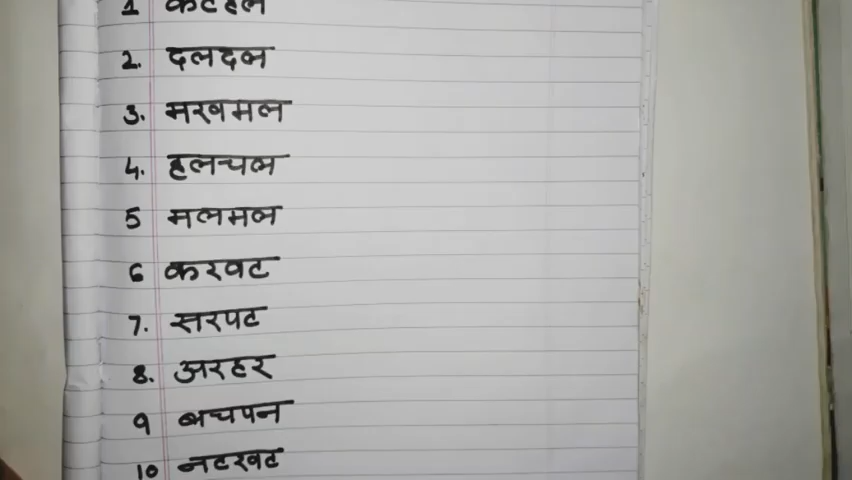 1 कटहल
2. दलदल
3. मखमल
4. हलचल
5 मलमल
6 करवट
7. सरपट
8. अरहर
9 बचपन
10 नटखट